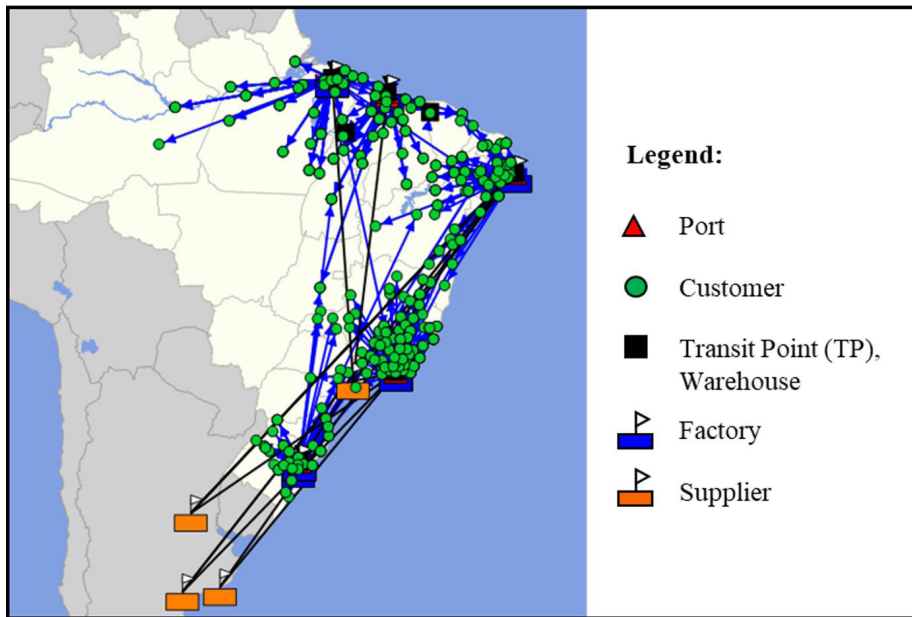 Legend:
Port
Customer
Transit Point (TP),
Warehouse
Factory
Supplier